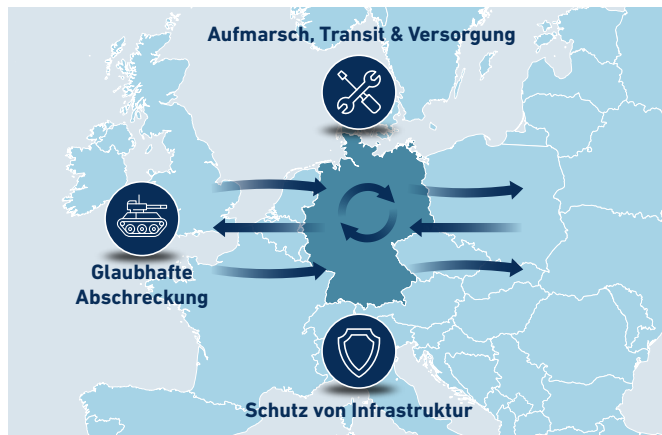 Aufmarsch, Transit & Versorgung
Glaubhafte
Abschreckung
Schutz von Infrastruktur